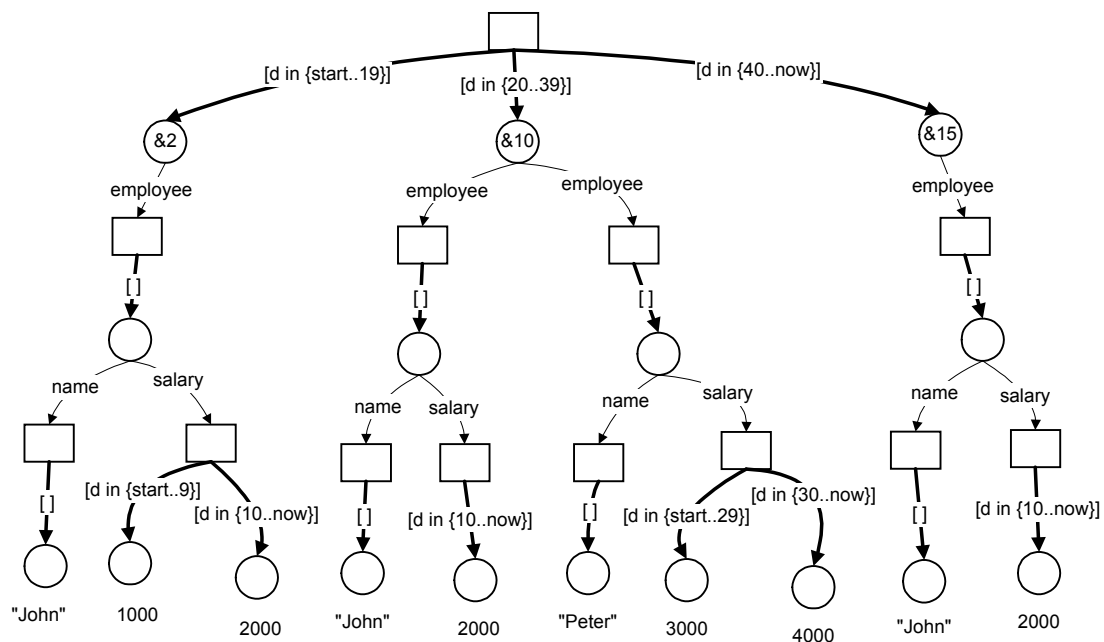 [d in {start..19}]
[d in {20..39}]
[d in {40..now}]
&2
&10
&15
employee
employee
employee
employee
[ ]
[ ]
[ ]
[ ]
name
salary
name
salary
name
salary
name
salary
[ ]
[d in {start..9}]
[d in {10..now}]
[ ]
[d in {10..now}]
[ ]
[d in {start..29}]
[d in {30..now}]
[ ]
[d in {10..now}]
"John"
1000
2000
"John"
2000
"Peter"
3000
4000
"John"
2000